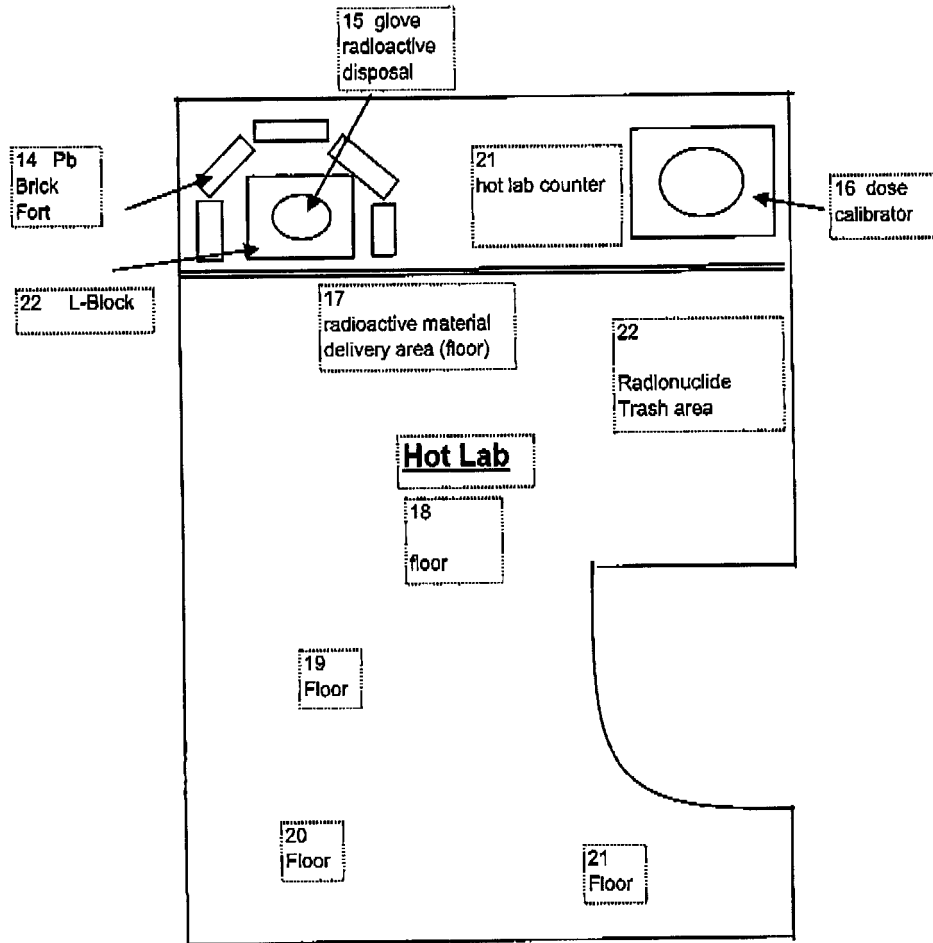 15 glove
radioactive
disposal
14 Pb
Brick
Fort
21
hot lab counter
16 dose
calibrator
22 L-Block
17
radioactive material
delivery area (floor)
22
Radionuclide
Trash area
Hot Lab
18
floor
19
Floor
20
Floor
21
Floor